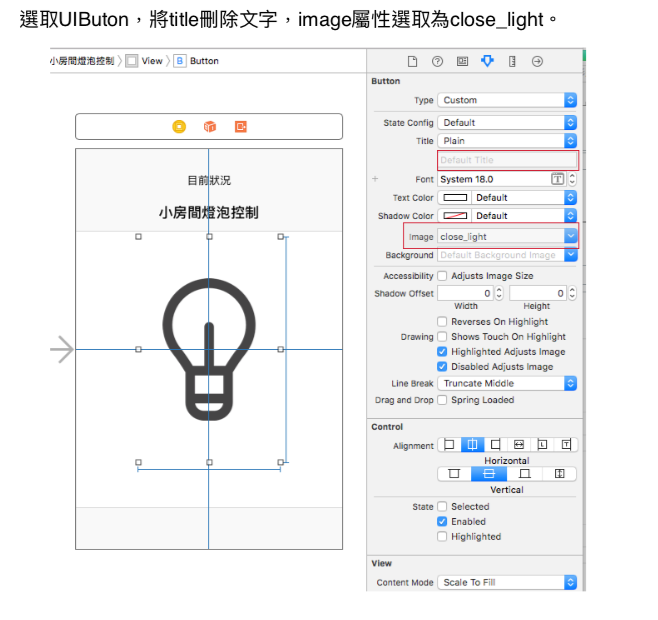 選取UIButon，將title刪除文字，image屬性選取為close_light。
小房間燈泡控制 〉 View 〉 B Button
Button
Type Custom
State Config Default
Title Plain
Default Title
Font System 18.0 T
Text Color Default
Shadow Color Default
Image close_light
Background Default Background Image
Accessibility Adjusts Image Size
Shadow Offset 0 0
Width Height
Reverses On Highlight
Drawing Shows Touch On Highlight
Highlighted Adjusts Image
Disabled Adjusts Image
Line Break Truncate Middle
Drag and Drop Spring Loaded
Control
Alignment L T
Horizontal
Vertical
State Selected
Enabled
Highlighted
View
Content Mode Scale To Fill
目前狀況
小房間燈泡控制